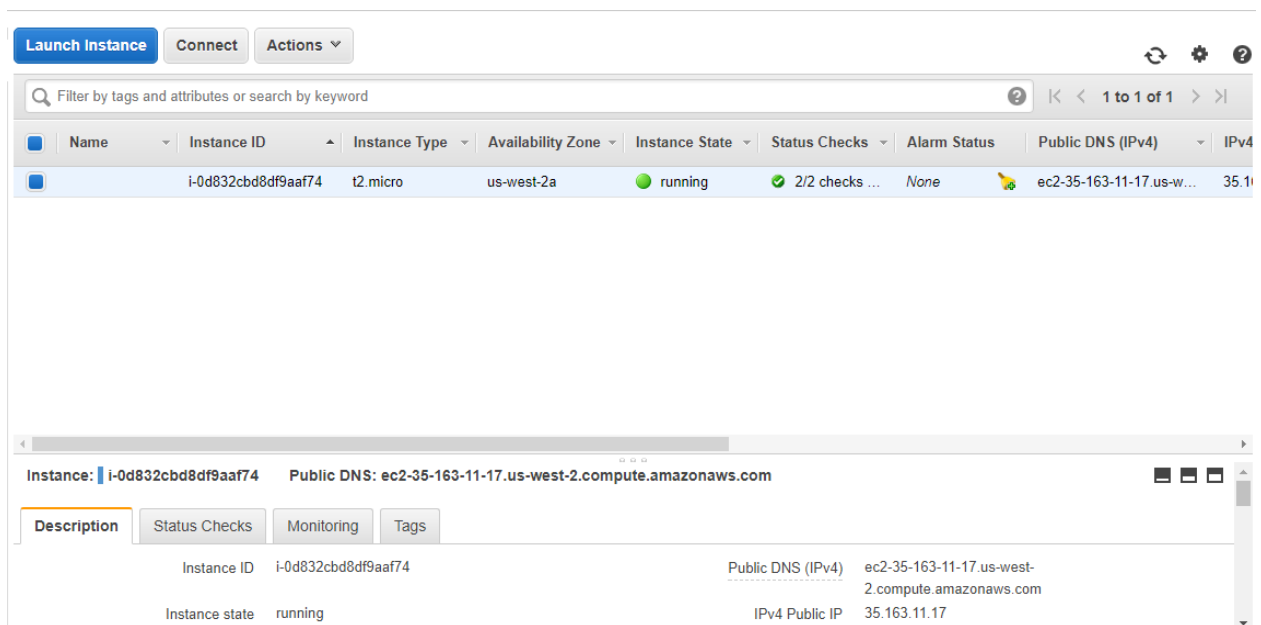 Launch Instance Connect Actions
Filter by tags and attributes or search by keyword 1 to 1 of 1
Name Instance ID Instance Type Availability Zone Instance State Status Checks Alarm Status Public DNS (IPv4) IPv4
i-0d832cbd8df9aaf74 t2.micro us-west-2a running 2/2 checks ... None ec2-35-163-11-17.us-w...
Instance: i-0d832cbd8df9aaf74 Public DNS: ec2-35-163-11-17.us-west-2.compute.amazonaws.com
Description Status Checks Monitoring Tags
Instance ID i-0d832cbd8df9aaf74 Public DNS (IPv4) ec2-35-163-11-17.us-west-
2.compute.amazonaws.com
Instance state running IPv4 Public IP 35.163.11.17